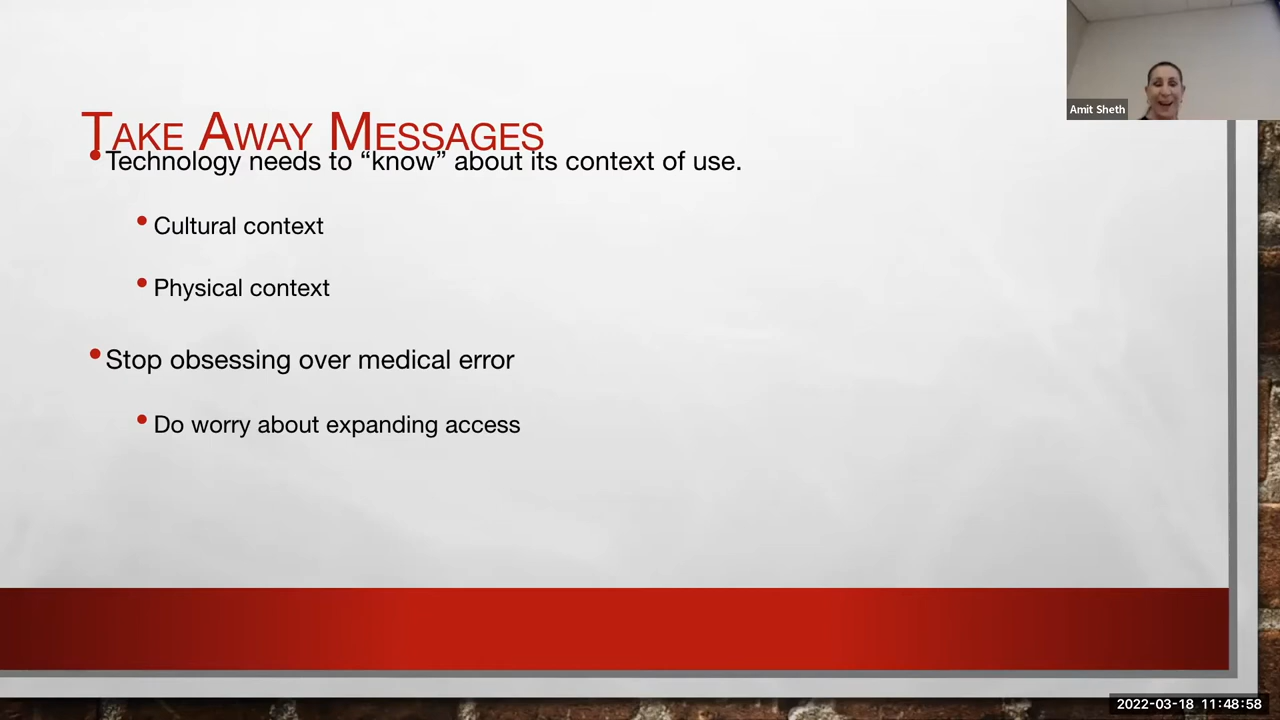 Amit Sheth
TAKE AWAY MESSAGES
• Technology needs to “know” about its context of use.
• Cultural context
• Physical context
• Stop obsessing over medical error
• Do worry about expanding access
2022-03-18 11:48:58